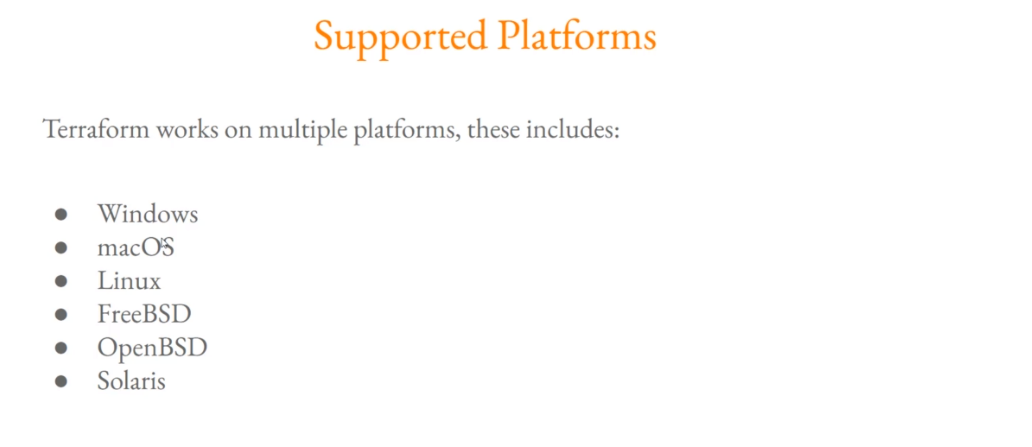 Supported Platforms
Terraform works on multiple platforms, these includes:
● Windows
● macOS
● Linux
● FreeBSD
● OpenBSD
● Solaris